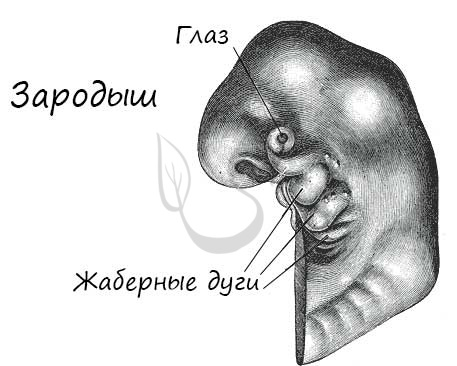 Глаз
Зародыш
Жаберные дуги